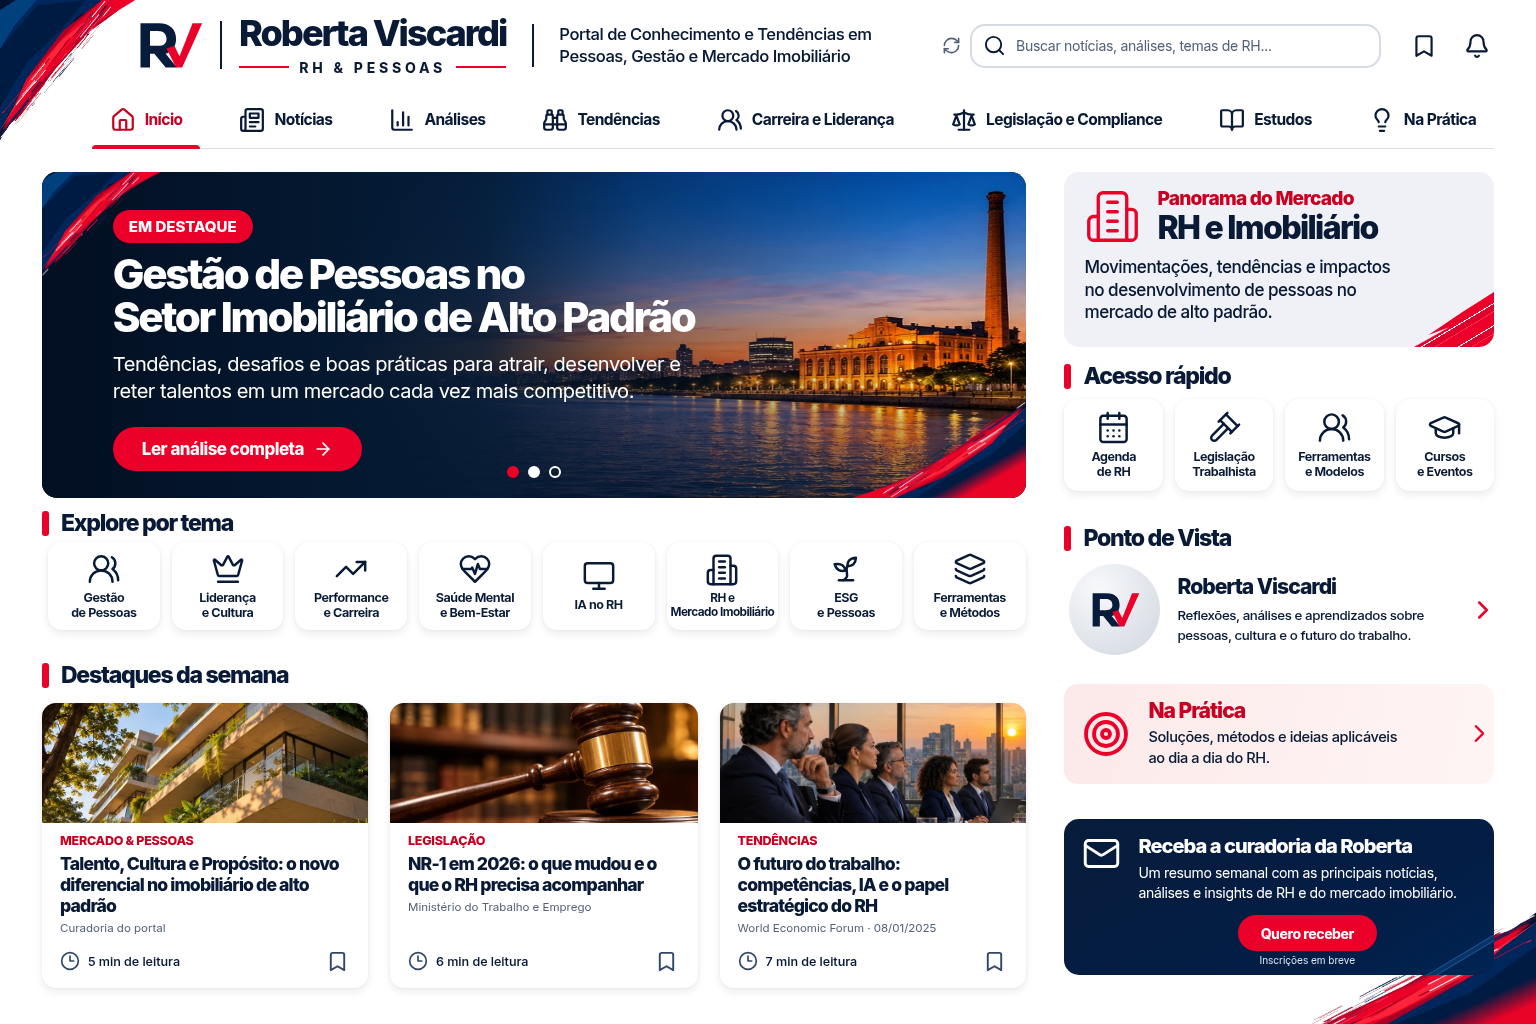 RV
Roberta Viscardi
RH & PESSOAS
Portal de Conhecimento e Tendências em
Pessoas, Gestão e Mercado Imobiliário
Buscar notícias, análises, temas de RH...
Início
Notícias
Análises
Tendências
Carreira e Liderança
Legislação e Compliance
Estudos
Na Prática
EM DESTAQUE
Gestão de Pessoas no
Setor Imobiliário de Alto Padrão
Tendências, desafios e boas práticas para atrair, desenvolver e
reter talentos em um mercado cada vez mais competitivo.
Ler análise completa
Panorama do Mercado
RH e Imobiliário
Movimentações, tendências e impactos
no desenvolvimento de pessoas no
mercado de alto padrão.
Acesso rápido
Agenda
de RH
Legislação
Trabalhista
Ferramentas
e Modelos
Cursos
e Eventos
Explore por tema
Gestão
de Pessoas
Liderança
e Cultura
Performance
e Carreira
Saúde Mental
e Bem-Estar
IA no RH
RH e
Mercado Imobiliário
ESG
e Pessoas
Ferramentas
e Métodos
Ponto de Vista
RV
Roberta Viscardi
Reflexões, análises e aprendizados sobre
pessoas, cultura e o futuro do trabalho.
Destaques da semana
MERCADO & PESSOAS
Talento, Cultura e Propósito: o novo
diferencial no imobiliário de alto
padrão
Curadoria do portal
5 min de leitura
LEGISLAÇÃO
NR-1 em 2026: o que mudou e o
que o RH precisa acompanhar
Ministério do Trabalho e Emprego
6 min de leitura
TENDÊNCIAS
O futuro do trabalho:
competências, IA e o papel
estratégico do RH
World Economic Forum · 08/01/2025
7 min de leitura
Na Prática
Soluções, métodos e ideias aplicáveis
ao dia a dia do RH.
Receba a curadoria da Roberta
Um resumo semanal com as principais notícias,
análises e insights de RH e do mercado imobiliário.
Quero receber
Inscrições em breve